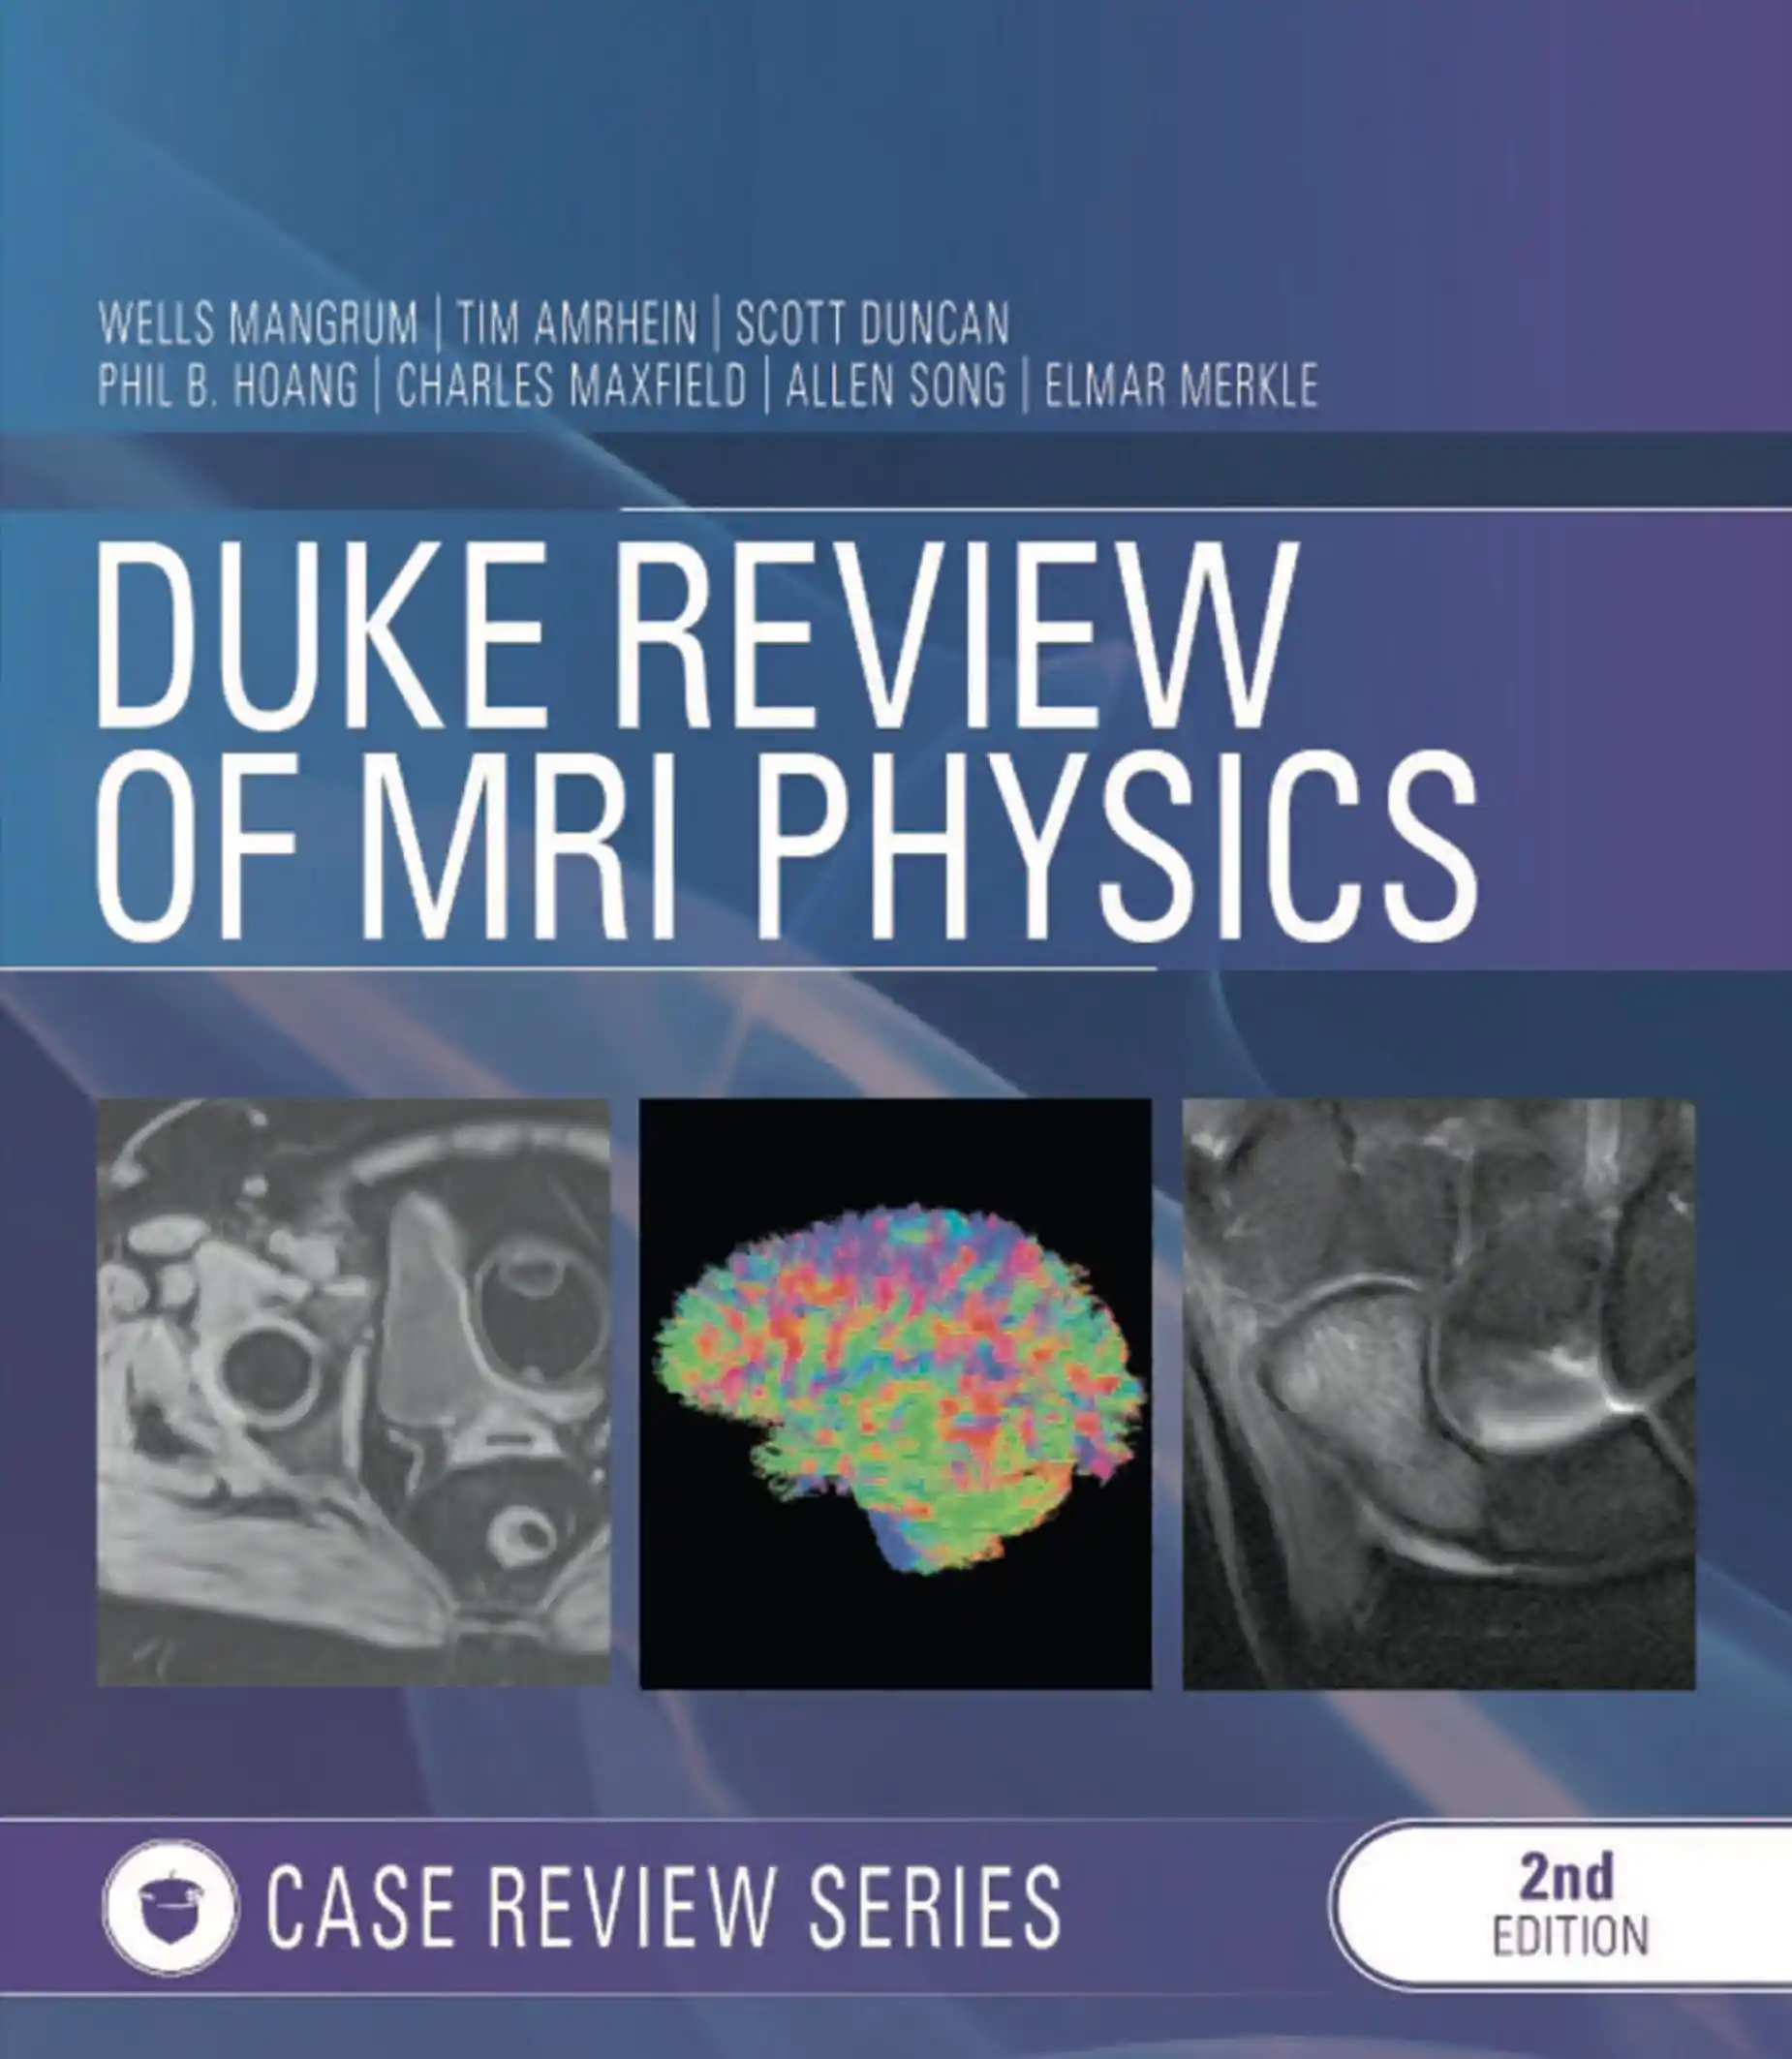 WELLS MANGRUM | TIM AMRHEIN | SCOTT DUNCAN
PHIL B. HOANG | CHARLES MAXFIELD | ALLEN SONG | ELMAR MERKLE
DUKE REVIEW
OF MRI PHYSICS
CASE REVIEW SERIES
2nd
EDITION